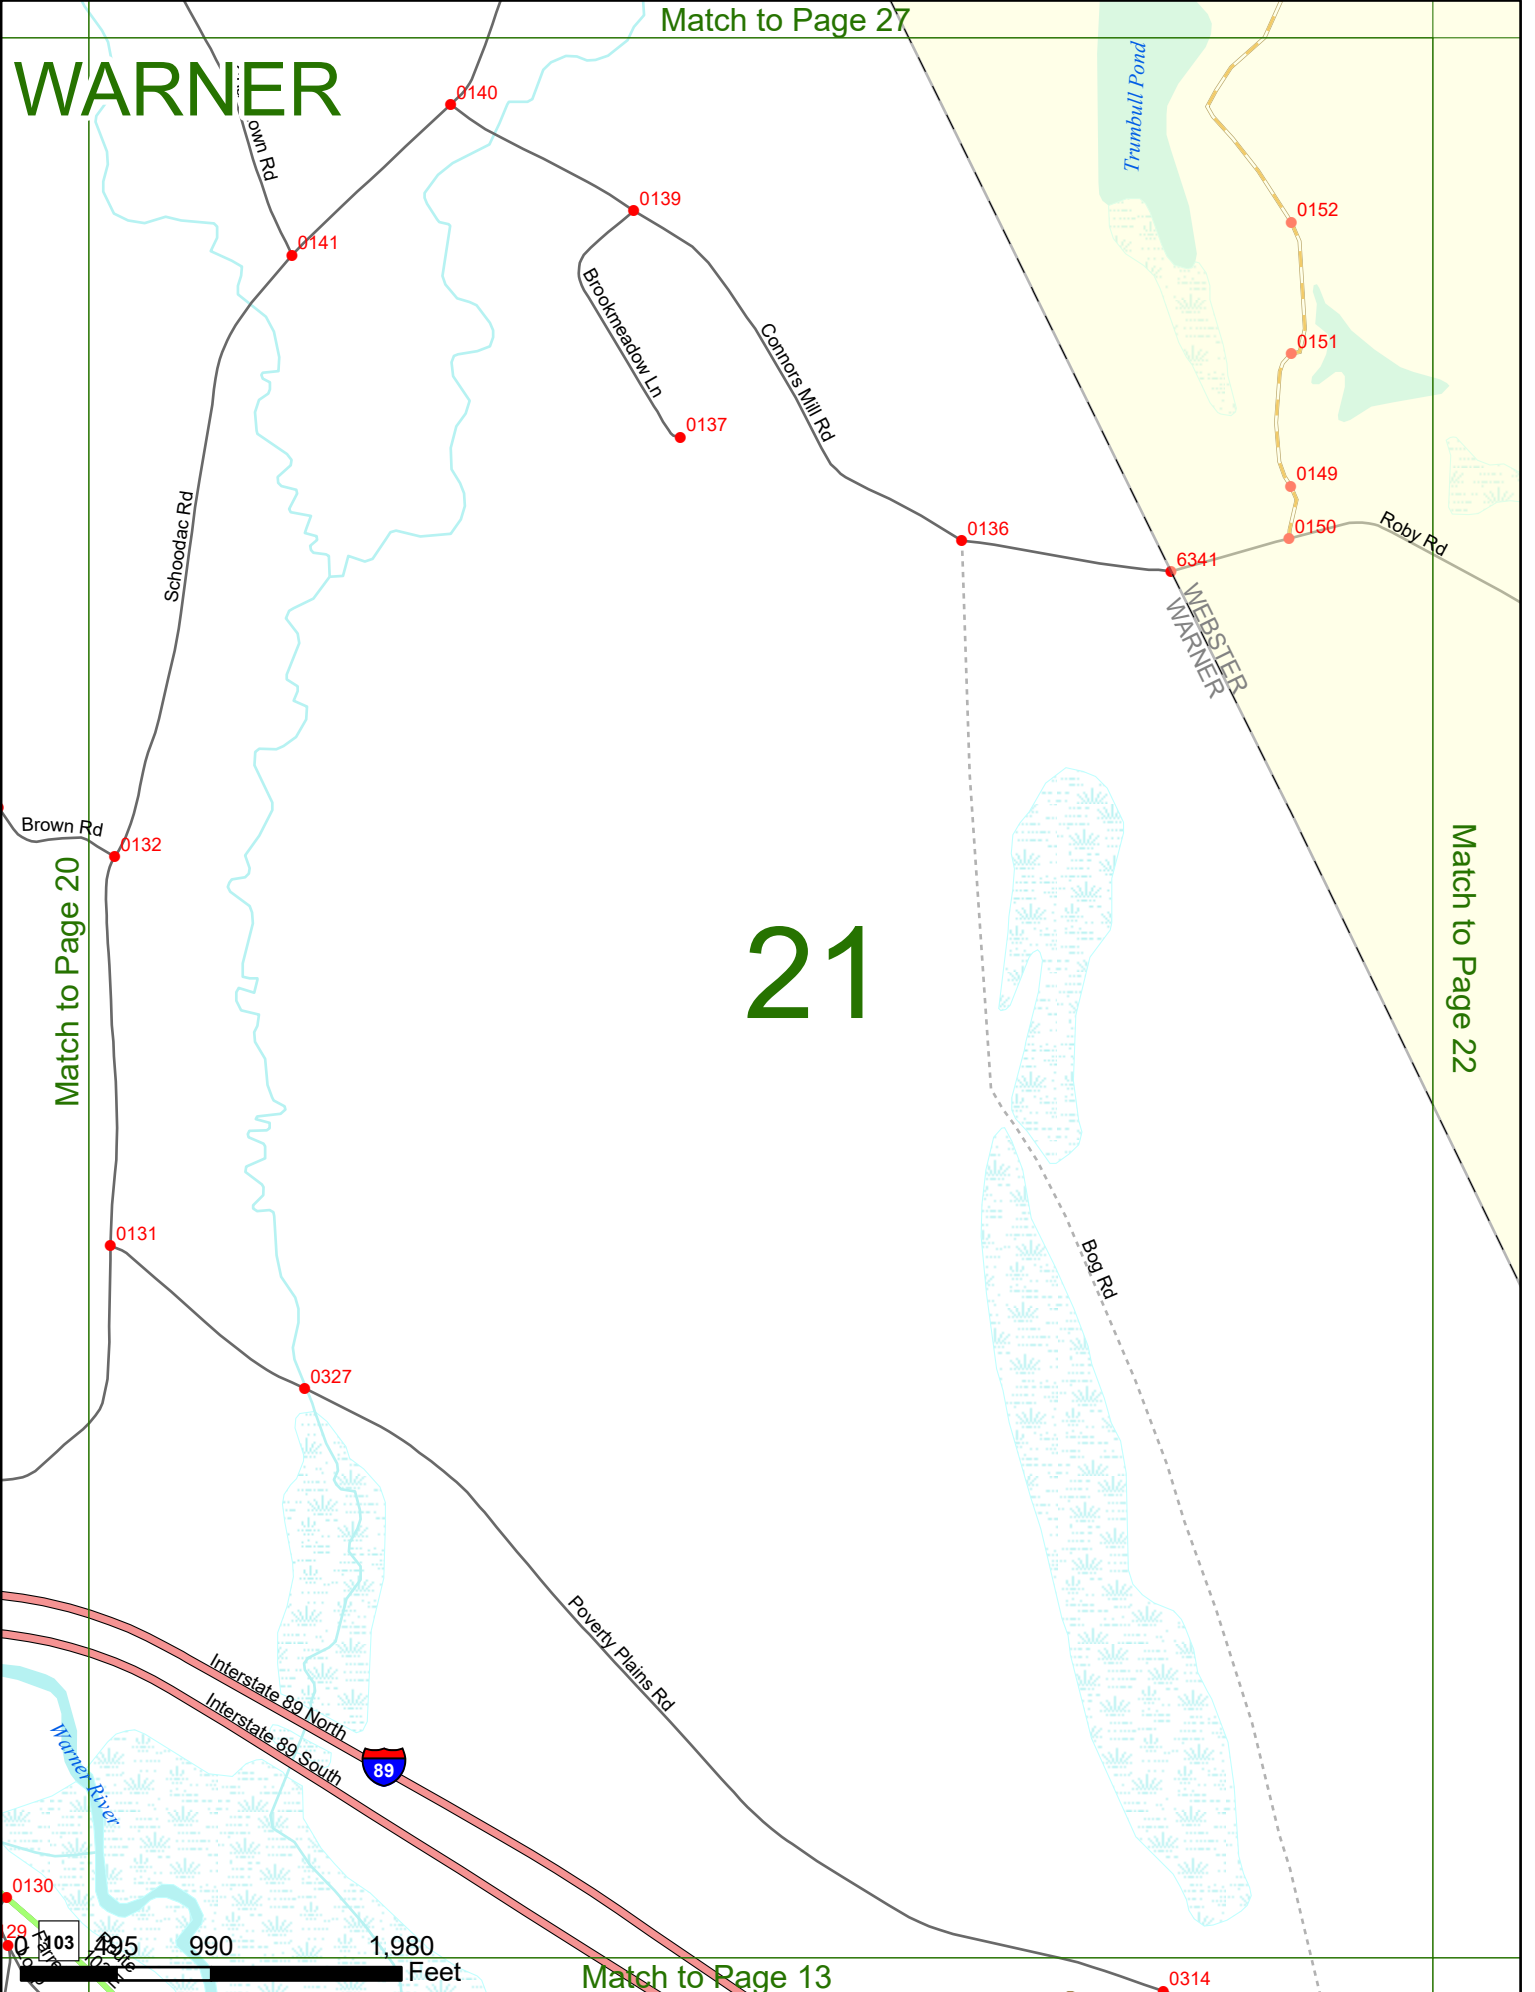 Match to Page 27
WARNER
own Rd
0140
0141
0139
Brookmeadow Ln
0137
Connors Mill Rd
Trumbull Pond
0152
0151
0149
0150
Roby Rd
0136
6341
WEBSTER
WARNER
Schoodac Rd
Brown Rd
0132
Match to Page 20
21
Match to Page 22
0131
Bog Rd
0327
Poverty Plains Rd
Interstate 89 North
Interstate 89 South
89
Warner River
0130
29
103
0 495 990 1,980
Feet
Match to Page 13
0314